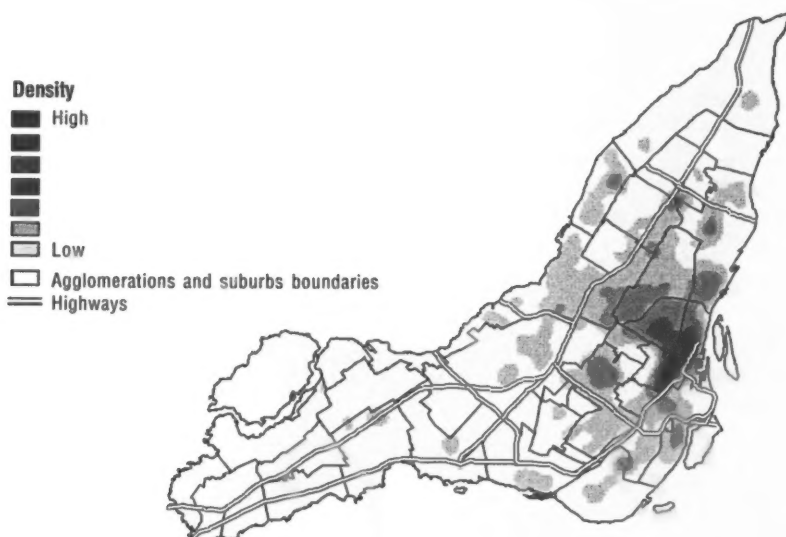 Density
High
Low
Agglomerations and suburbs boundaries
Highways